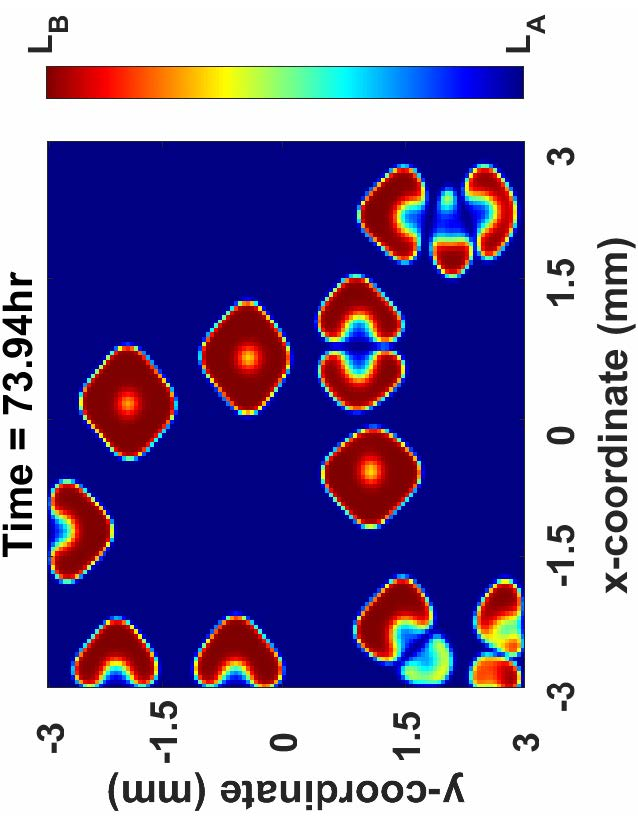 Time = 73.94hr
L_B
L_A
3
1.5
0
-1.5
-3
x-coordinate (mm)
-3
-1.5
0
1.5
3
y-coordinate (mm)